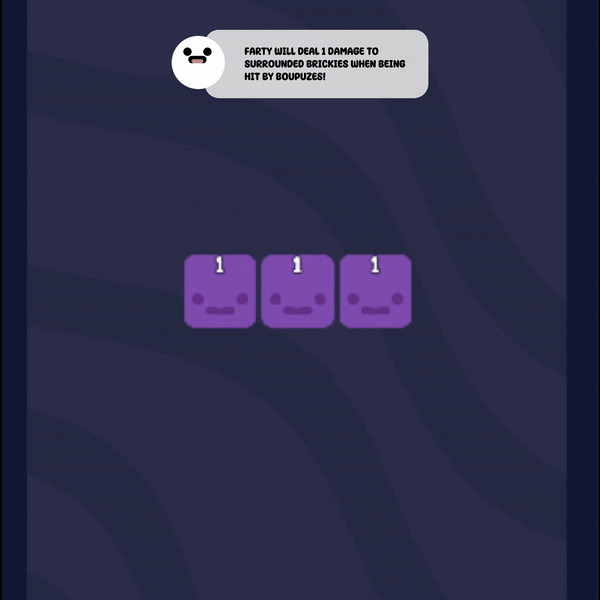 FARTY WILL DEAL 1 DAMAGE TO
SURROUNDED BRICKIES WHEN BEING
HIT BY BOUPUZES!
1 1 1